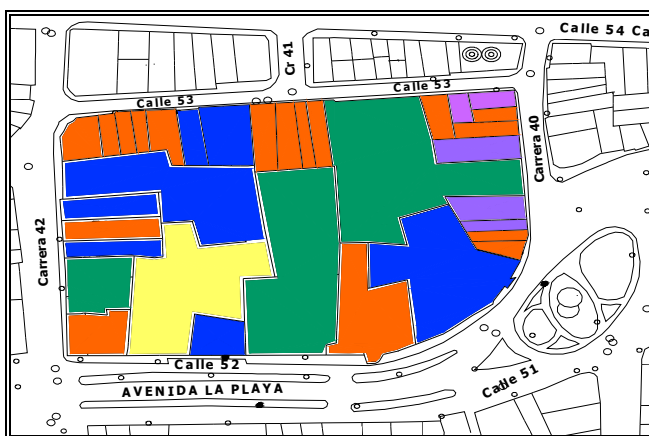 Calle 54 Ca
Cr 41
Calle 53
Calle 53
Carrera 40
Carrera 42
Calle 52
Calle 51
AVENIDA LA PLAYA